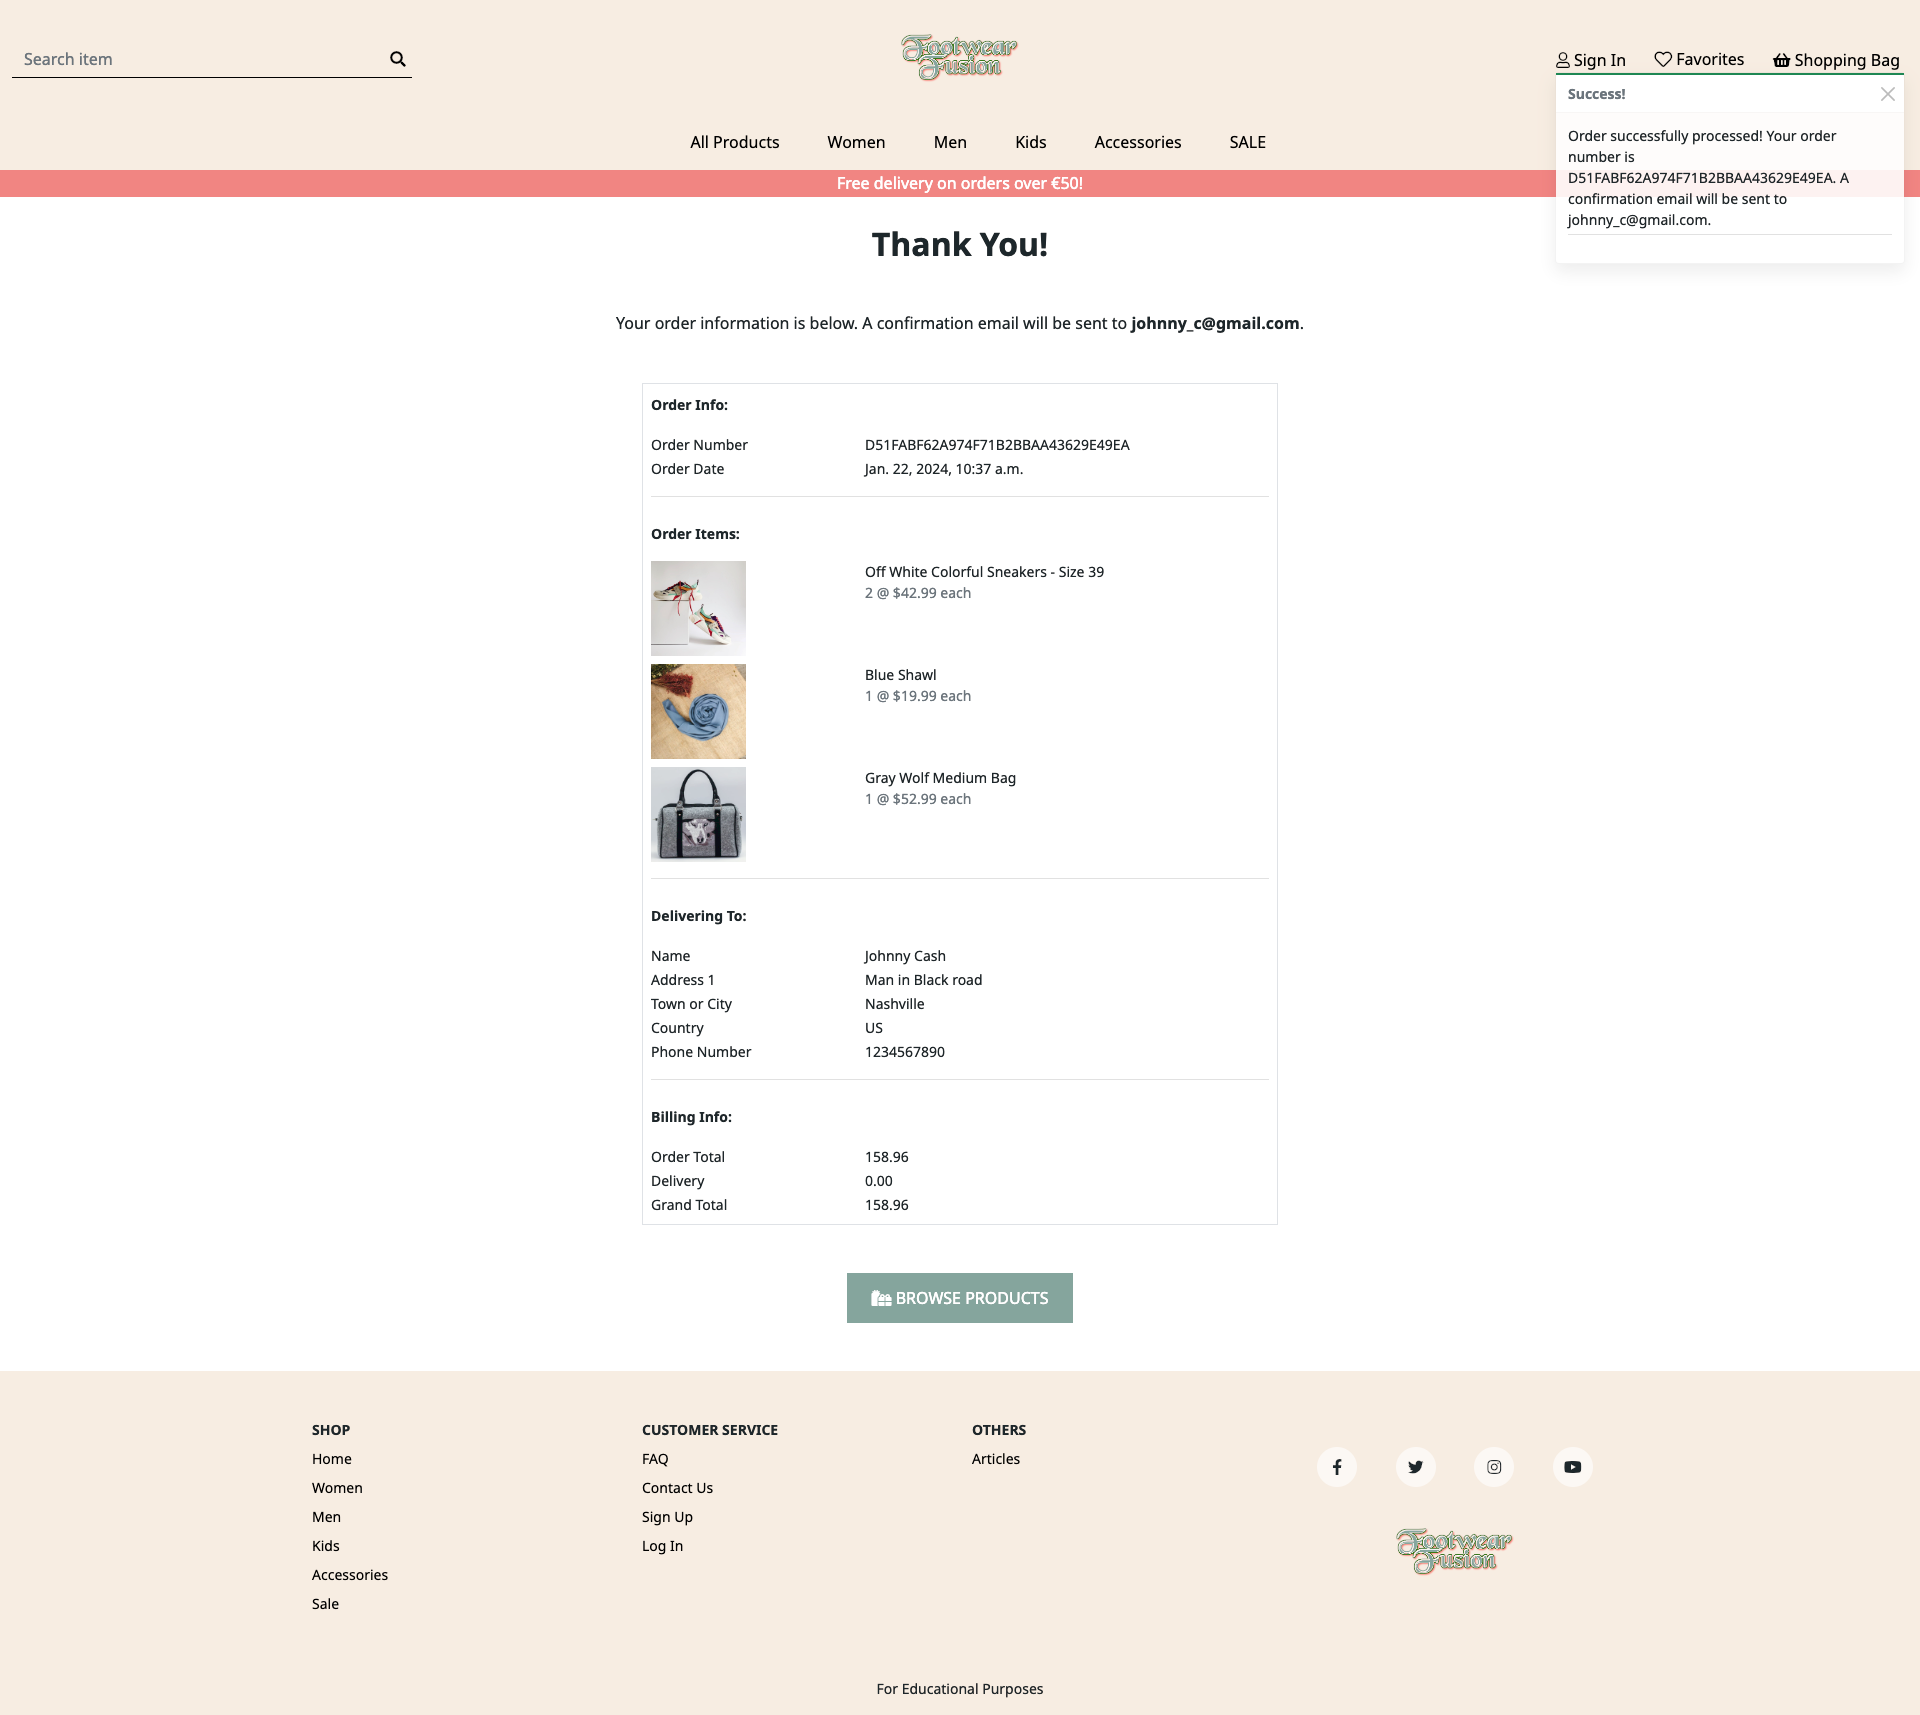 Search item
Footwear
Fusion
Sign In
Favorites
Shopping Bag
Success!
Order successfully processed! Your order
number is
D51FABF62A974F71B2BBAA43629E49EA. A
confirmation email will be sent to
johnny_c@gmail.com.
All Products
Women
Men
Kids
Accessories
SALE
Free delivery on orders over €50!
Thank You!
Your order information is below. A confirmation email will be sent to johnny_c@gmail.com.
Order Info:
Order Number D51FABF62A974F71B2BBAA43629E49EA
Order Date Jan. 22, 2024, 10:37 a.m.
Order Items:
Off White Colorful Sneakers - Size 39
2 @ $42.99 each
Blue Shawl
1 @ $19.99 each
Gray Wolf Medium Bag
1 @ $52.99 each
Delivering To:
Name Johnny Cash
Address 1 Man in Black road
Town or City Nashville
Country US
Phone Number 1234567890
Billing Info:
Order Total 158.96
Delivery 0.00
Grand Total 158.96
BROWSE PRODUCTS
SHOP
Home
Women
Men
Kids
Accessories
Sale
CUSTOMER SERVICE
FAQ
Contact Us
Sign Up
Log In
OTHERS
Articles
Footwear
Fusion
For Educational Purposes